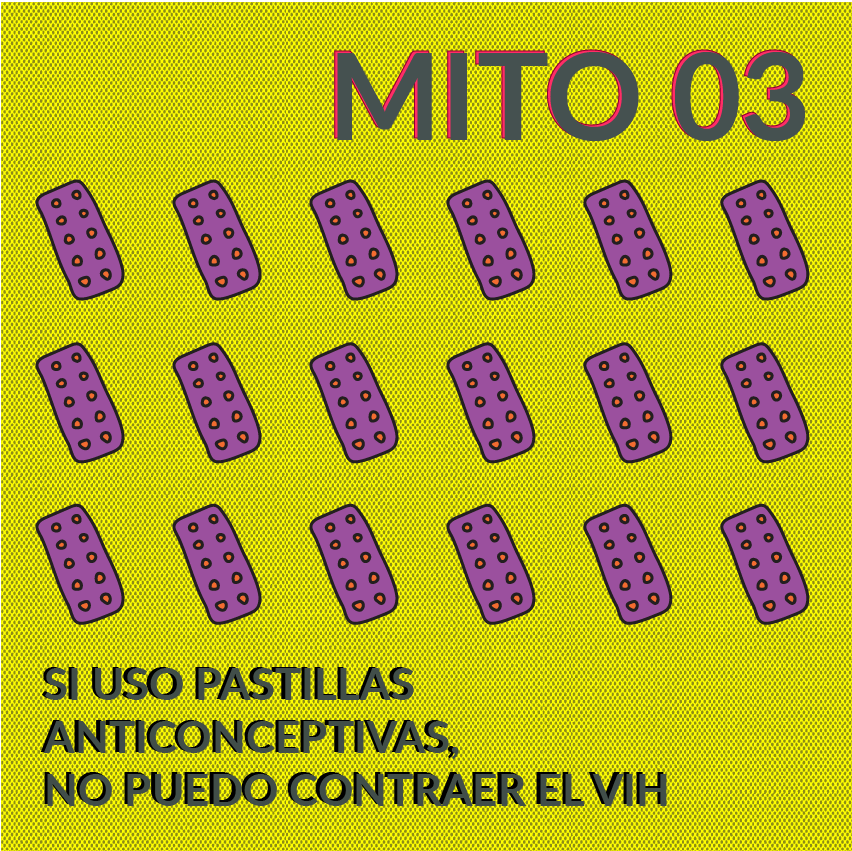 MITO 03
SI USO PASTILLAS
ANTICONCEPTIVAS,
NO PUEDO CONTRAER EL VIH